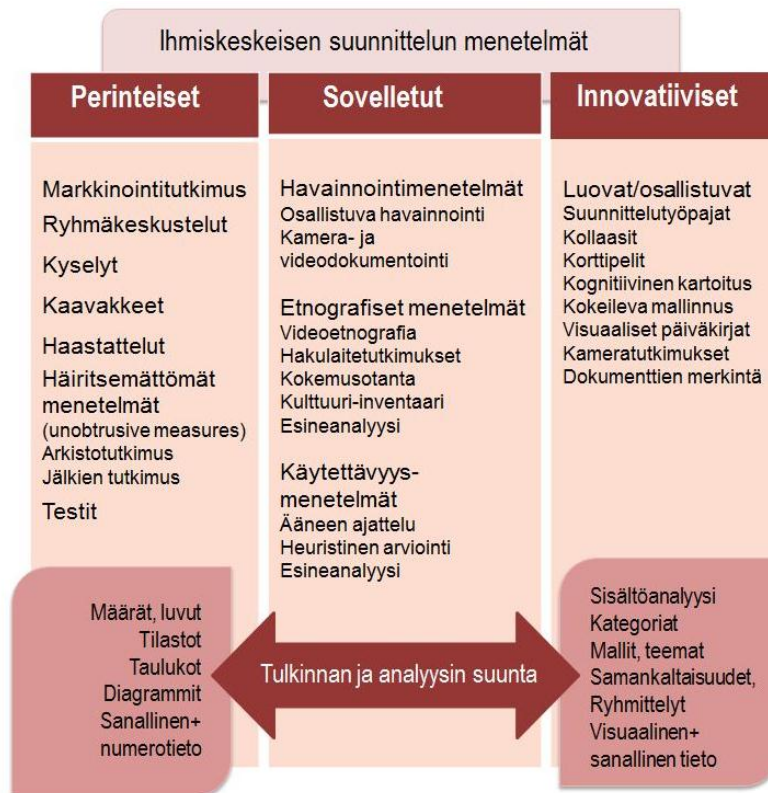 Ihmiskeskeisen suunnittelun menetelmät
Perinteiset
Markkinointitutkimus
Ryhmäkeskustelut
Kyselyt
Kaavakkeet
Haastattelut
Häiritsemättömät
menetelmät
(unobtrusive measures)
Arkistotutkimus
Jälkien tutkimus
Testit
Sovelletut
Havainnointimenetelmät
Osallistuva havainnointi
Kamera- ja
videodokumentointi
Etnografiset menetelmät
Videoetnografia
Hakulaitetutkimukset
Kokemusotanta
Kulttuuri-inventaari
Esineanalyysi
Käytettävyys-
menetelmät
Ääneen ajattelu
Heuristinen arviointi
Esineanalyysi
Innovatiiviset
Luovat/osallistuvat
Suunnittelutyöpajat
Kollaasit
Korttipelit
Kognitiivinen kartoitus
Kokeileva mallinnus
Visuaaliset päiväkirjat
Kameratutkimukset
Dokumenttien merkintä
Määrät, luvut
Tilastot
Taulukot
Diagrammit
Sanallinen+
numerotieto
Tulkinnan ja analyysin suunta
Sisältöanalyysi
Kategoriat
Mallit, teemat
Samankaltaisuudet,
Ryhmittelyt
Visuaalinen+
sanallinen tieto